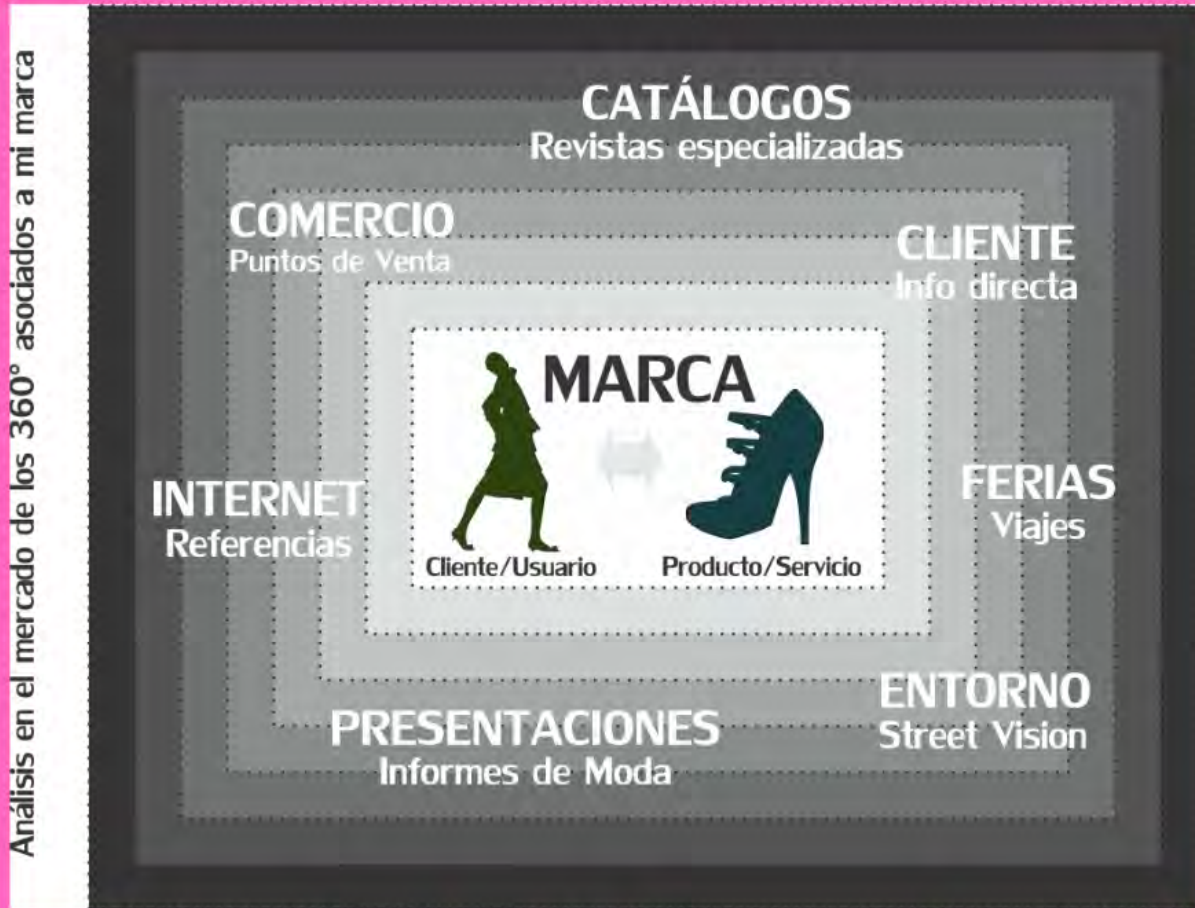 Análisis en el mercado de los 360° asociados a mi marca
CATÁLOGOS
Revistas especializadas
COMERCIO
Puntos de Venta
CLIENTE
Info directa
MARCA
Cliente/Usuario
Producto/Servicio
INTERNET
Referencias
FERIAS
Viajes
PRESENTACIONES
Informes de Moda
ENTORNO
Street Vision